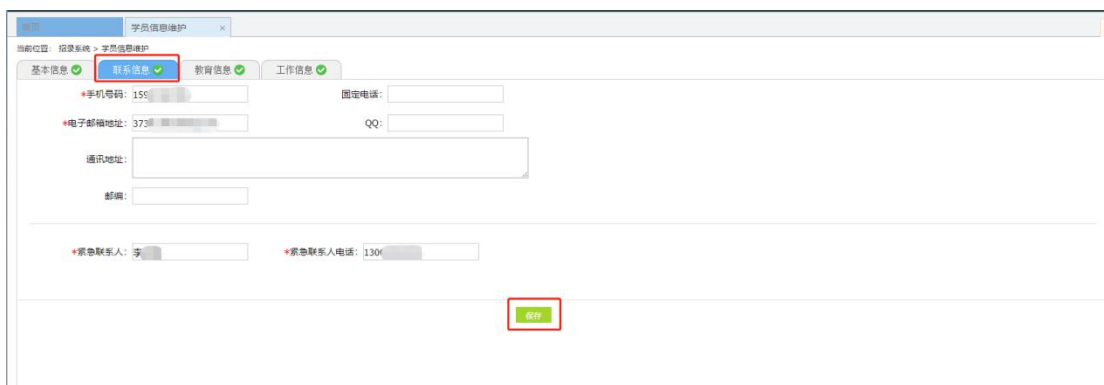 首页 学员信息维护 ×
当前位置: 招录系统 > 学员信息维护
基本信息 联系信息 教育信息 工作信息
*手机号码: 159 固定电话:
*电子邮箱地址: 373 QQ:
通讯地址:
邮编:
*紧急联系人: 李 *紧急联系人电话: 130
保存